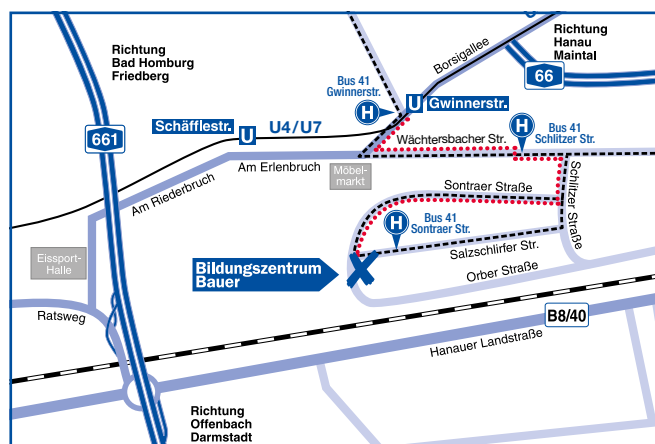 Richtung
Bad Homburg
Friedberg
Richtung
Hanau
Maintal
Borsigallee
66
Bus 41
Gwinnerstr.
H
U
Gwinnerstr.
661
Schäfflestr.
U
U4/U7
Wächtersbacher Str.
H
Bus 41
Schlitzer Str.
Am Erlenbruch
Möbel-
markt
Am Riederbruch
Sontraer Straße
Schlitzer Straße
H
Bus 41
Sontraer Str.
Salzschlirfer Str.
Eissport-
Halle
Bildungszentrum
Bauer
Orber Straße
Ratsweg
B8/40
Hanauer Landstraße
Richtung
Offenbach
Darmstadt